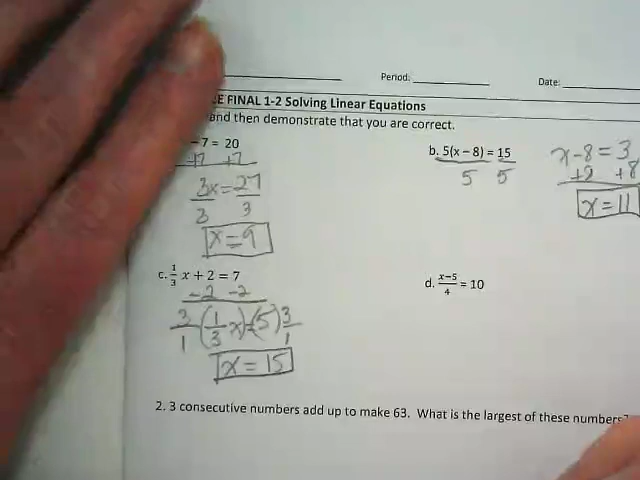 Period: Date:
E FINAL 1-2 Solving Linear Equations
and then demonstrate that you are correct.
-7 = 20
+7 +7
3x = 27
3 3
x=9
b. 5(x-8) = 15
5 5
x-8 = 3
+8 +8
x=11
c. 1/3 x + 2 = 7
-2 -2
3/1 (1/3 x) = (5) 3/1
x = 15
d. x-5/4 = 10
2. 3 consecutive numbers add up to make 63. What is the largest of these numbers?